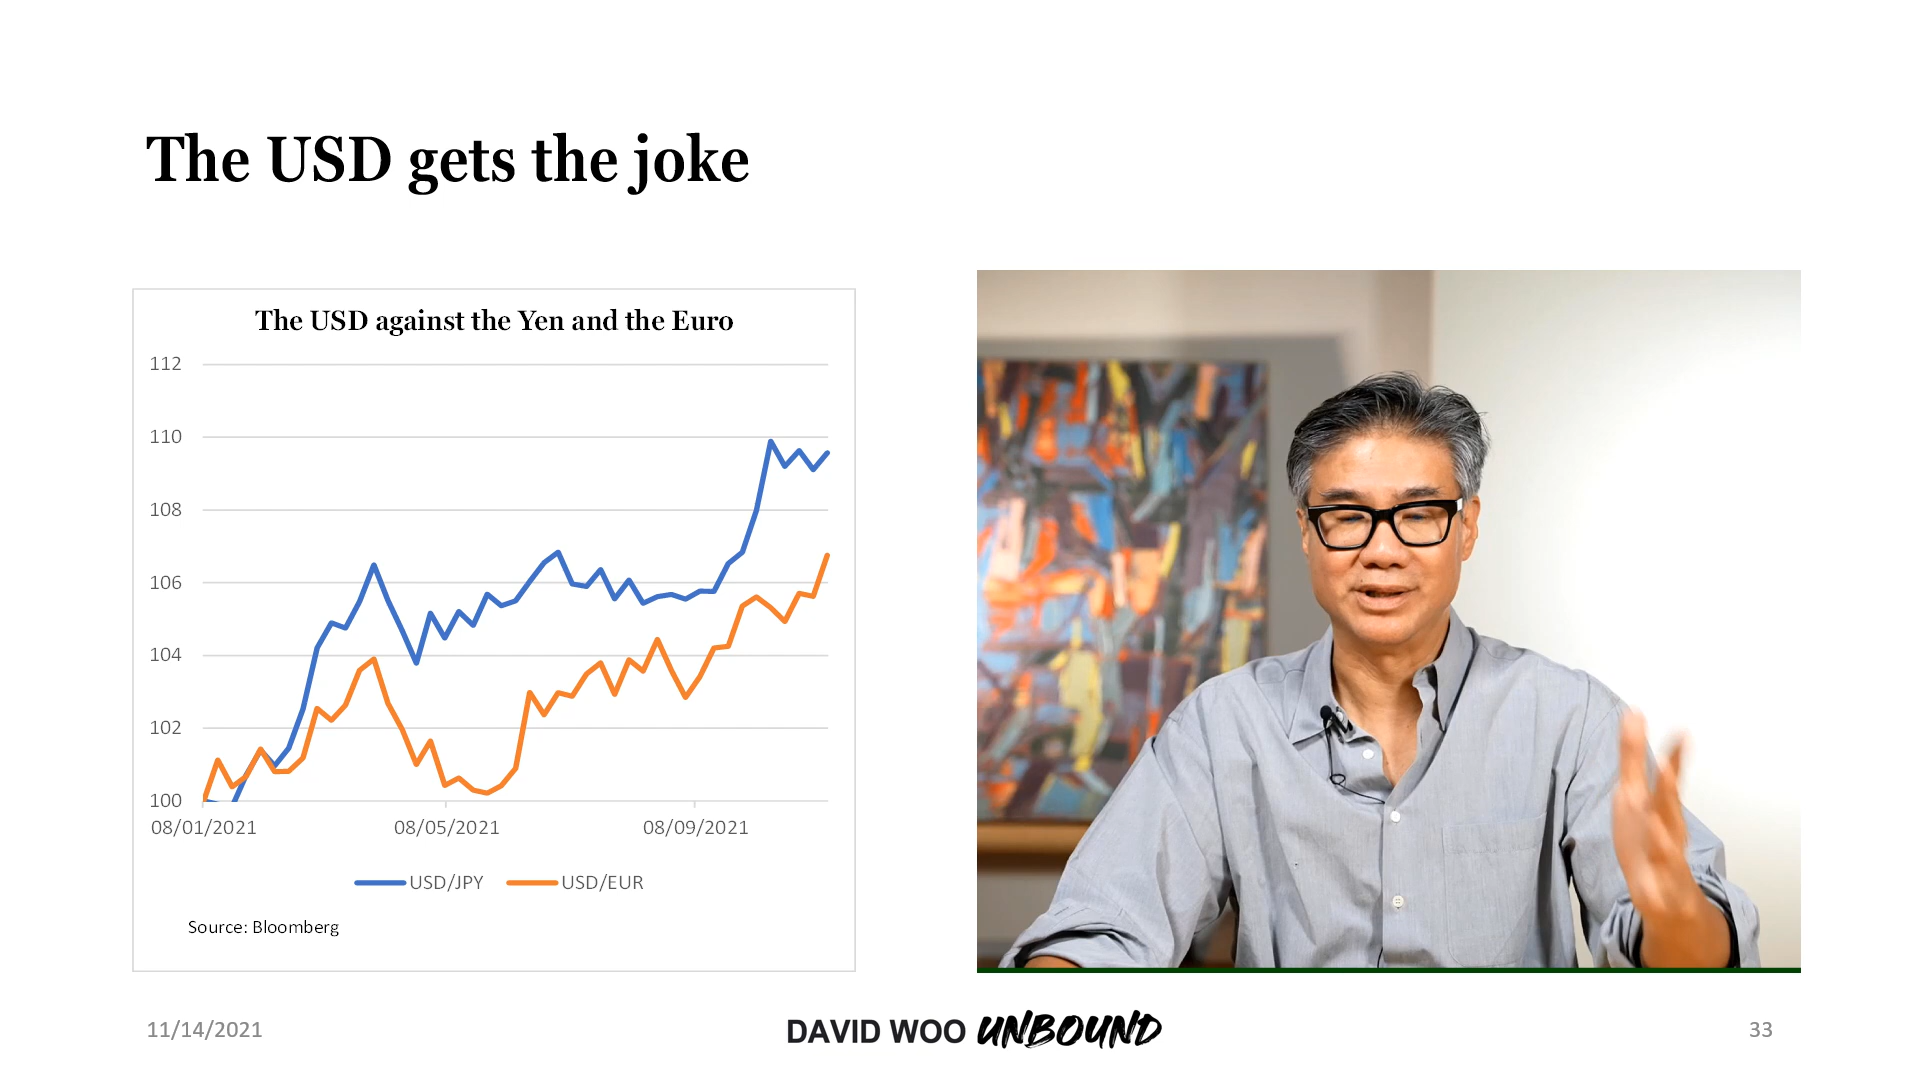 The USD gets the joke
The USD against the Yen and the Euro
112
110
108
106
104
102
100
08/01/2021 08/05/2021 08/09/2021
USD/JPY USD/EUR
Source: Bloomberg
11/14/2021
DAVID WOO UNBOUND
33